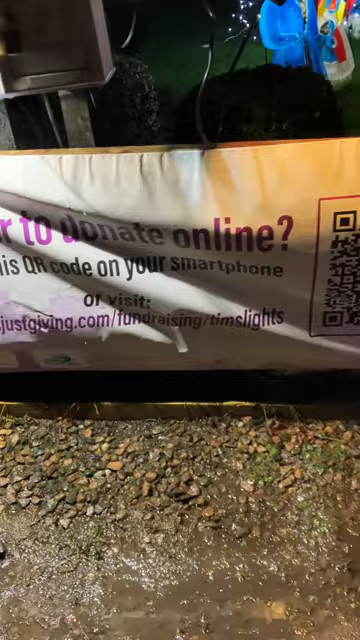 r to donate online?
is QR code on your smartphone
or visit:
justgiving.com/fundraising/timslights